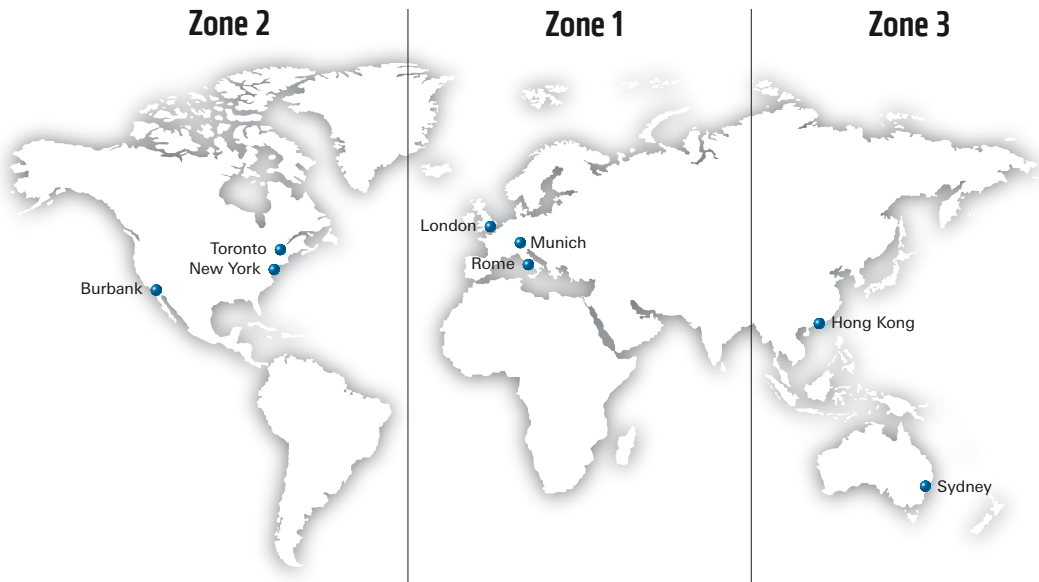 Zone 2
Zone 1
Zone 3
London
Toronto
Munich
New York
Rome
Burbank
Hong Kong
Sydney